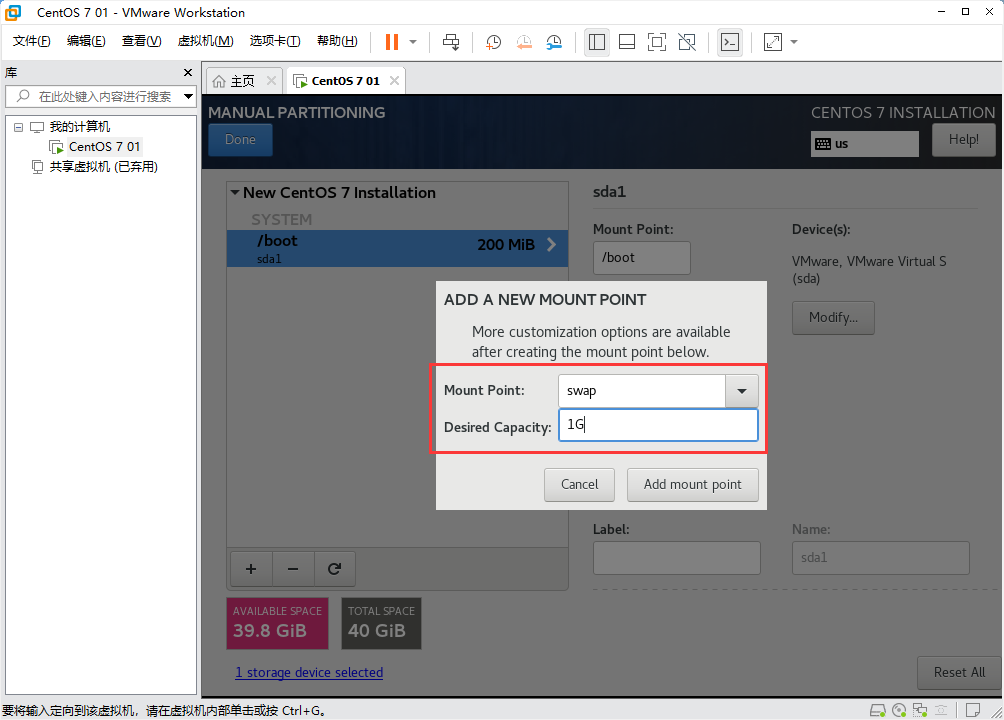 CentOS 7 01 - VMware Workstation
文件(F) 编辑(E) 查看(V) 虚拟机(M) 选项卡(T) 帮助(H)
库
在此处键入内容进行搜索
我的计算机
CentOS 7 01
共享虚拟机 (已弃用)
主页
CentOS 7 01
MANUAL PARTITIONING
Done
CENTOS 7 INSTALLATION
us
Help!
New CentOS 7 Installation
SYSTEM
/boot
200 MiB
sda1
sda1
Mount Point:
/boot
Device(s):
VMware, VMware Virtual S
(sda)
Modify...
ADD A NEW MOUNT POINT
More customization options are available
after creating the mount point below.
Mount Point:
swap
Desired Capacity:
1G
Cancel
Add mount point
Label:
Name:
sda1
+ −
AVAILABLE SPACE
39.8 GiB
TOTAL SPACE
40 GiB
1 storage device selected
Reset All
要将输入定向到该虚拟机，请在虚拟机内部单击或按 Ctrl+G。